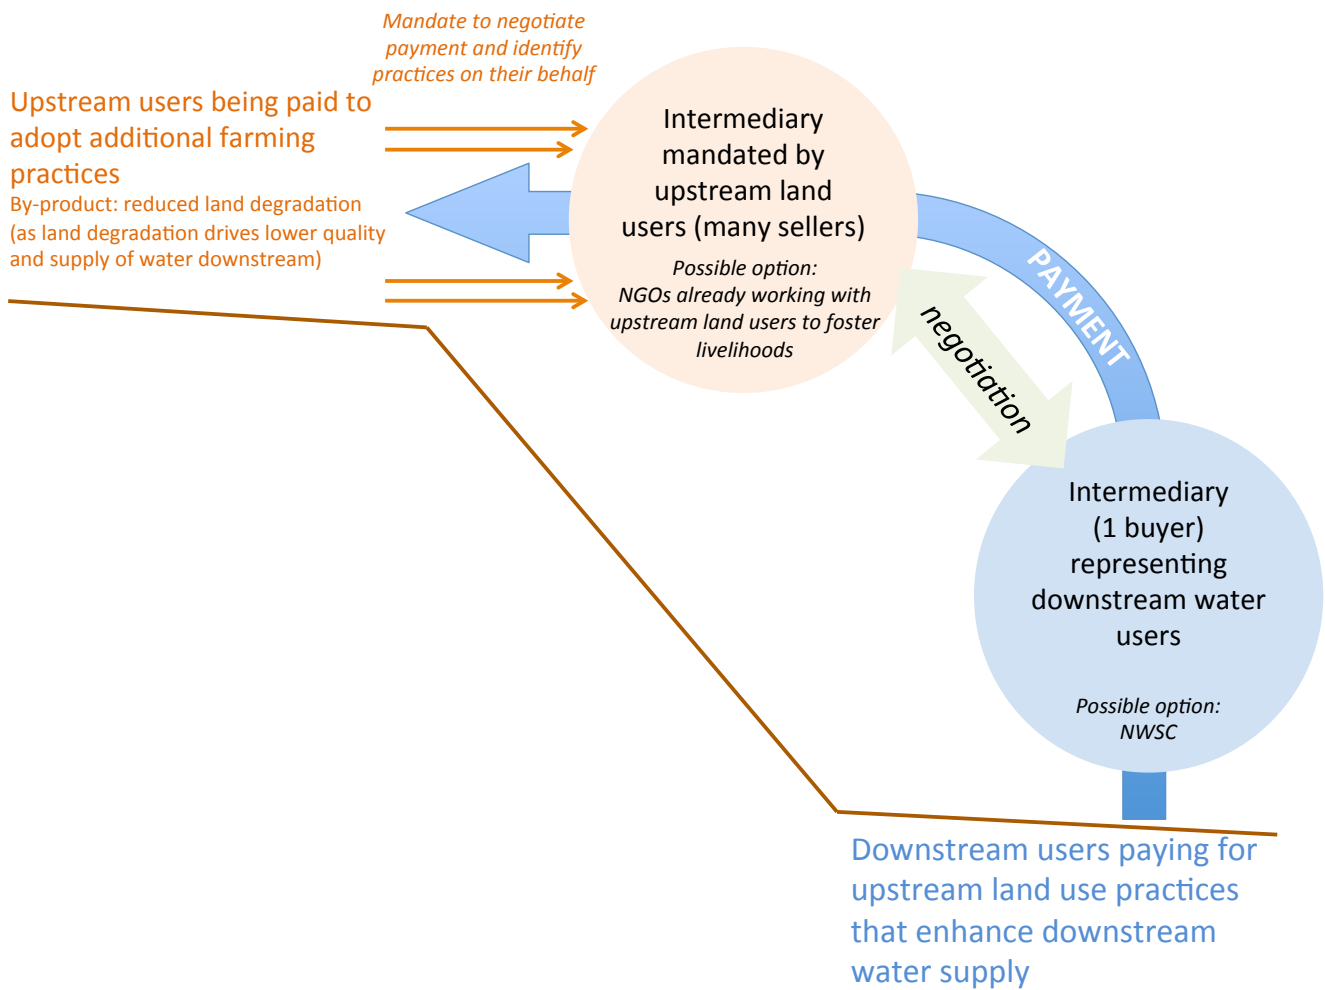 Mandate to negotiate
payment and identify
practices on their behalf
Upstream users being paid to
adopt additional farming
practices
By-product: reduced land degradation
(as land degradation drives lower quality
and supply of water downstream)
Intermediary
mandated by
upstream land
users (many sellers)
Possible option:
NGOs already working with
upstream land users to foster
livelihoods
PAYMENT
negotiation
Intermediary
(1 buyer)
representing
downstream water
users
Possible option:
NWSC
Downstream users paying for
upstream land use practices
that enhance downstream
water supply